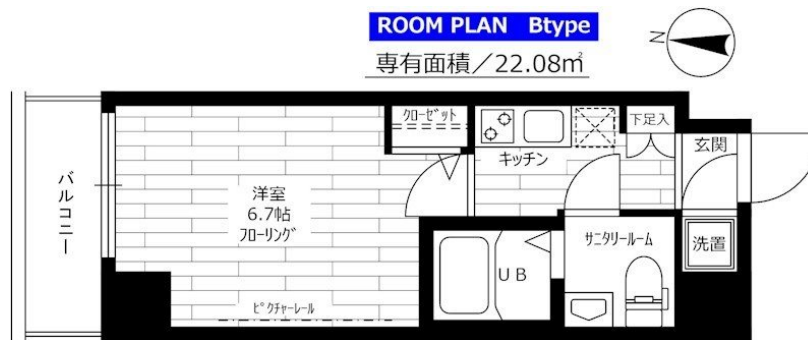 ROOM PLAN Btype
専有面積／22.08㎡
N
クローゼット
下足入
玄関
キッチン
バルコニー
洋室
6.7帖
フローリング
サニタリールーム
洗置
UB
ピクチャーレール